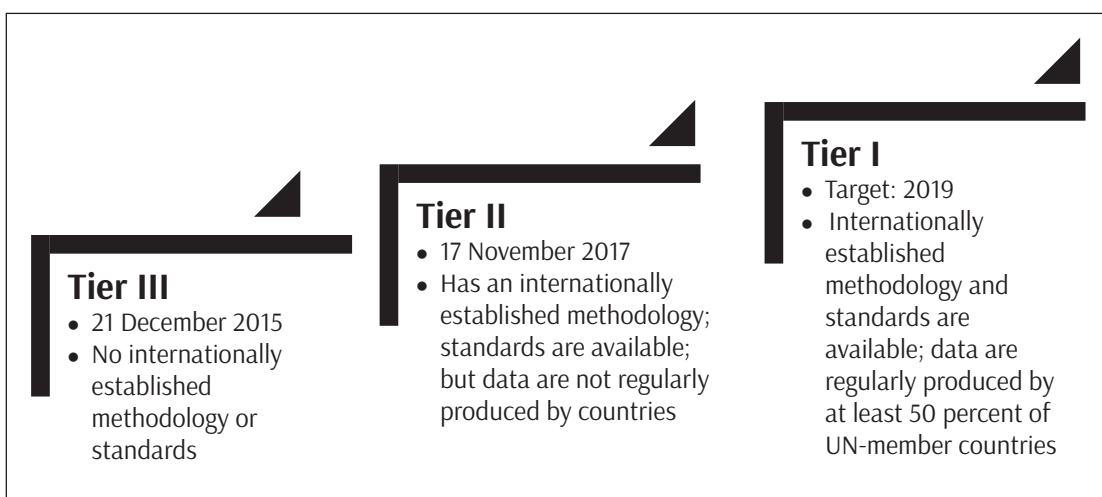 Tier III
• 21 December 2015
• No internationally
established
methodology or
standards
Tier II
• 17 November 2017
• Has an internationally
established methodology;
standards are available;
but data are not regularly
produced by countries
Tier I
• Target: 2019
• Internationally
established
methodology and
standards are
available; data are
regularly produced by
at least 50 percent of
UN-member countries